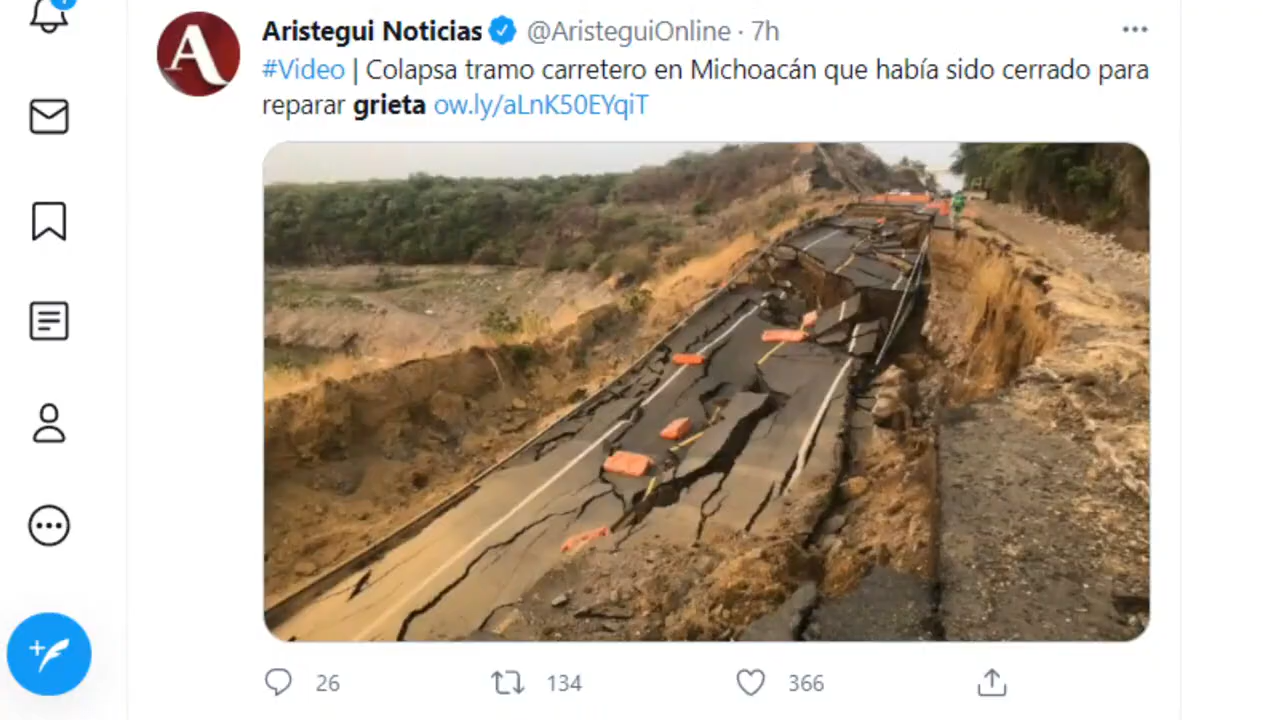 Aristegui Noticias @AristeguiOnline · 7h
#Video | Colapsa tramo carretero en Michoacán que había sido cerrado para
reparar grieta ow.ly/aLnK50EYqiT
A
26 134 366